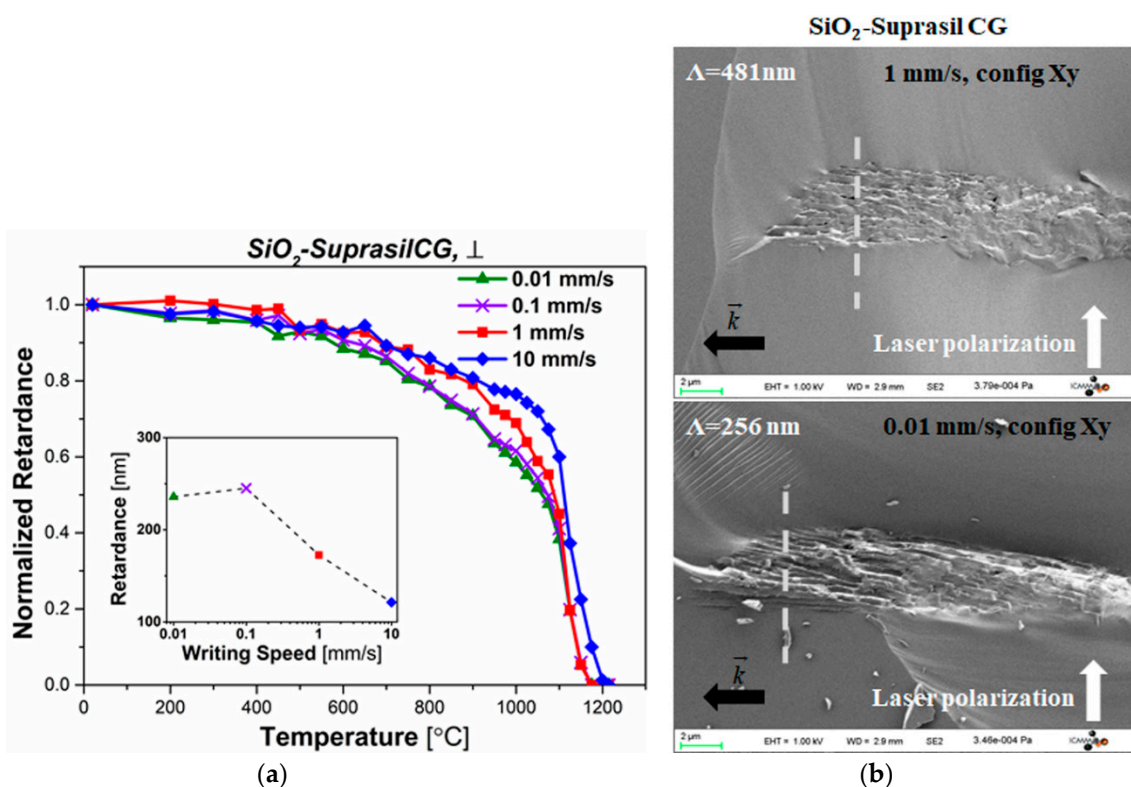 SiO2-SuprasilCG, ⊥
0.01 mm/s
0.1 mm/s
1 mm/s
10 mm/s
Normalized Retardance
1.0
0.8
0.6
0.4
0.2
0.0
0 200 400 600 800 1000 1200
Temperature [°C]
Retardance [nm]
300
200
100
0.01 0.1 1 10
Writing Speed [mm/s]
(a)
SiO2-Suprasil CG
Λ=481nm 1 mm/s, config Xy
k
Laser polarization
2 μm EHT = 1.00 kV WD = 2.9 mm SE2 3.79e-004 Pa ICMMO
Λ=256 nm 0.01 mm/s, config Xy
k
Laser polarization
2 μm EHT = 1.00 kV WD = 2.9 mm SE2 3.46e-004 Pa ICMMO
(b)